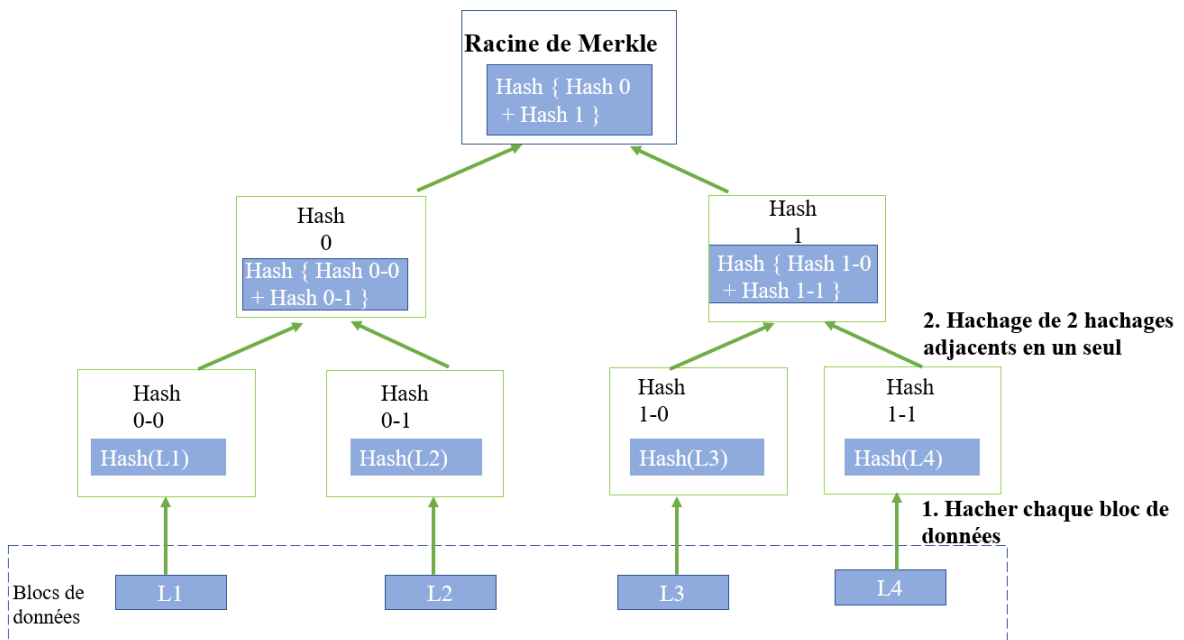 Racine de Merkle
Hash { Hash 0
+ Hash 1 }
Hash
0
Hash { Hash 0-0
+ Hash 0-1 }
Hash
1
Hash { Hash 1-0
+ Hash 1-1 }
2. Hachage de 2 hachages
adjacents en un seul
Hash
0-0
Hash(L1)
Hash
0-1
Hash(L2)
Hash
1-0
Hash(L3)
Hash
1-1
Hash(L4)
1. Hacher chaque bloc de
données
Blocs de
données
L1
L2
L3
L4